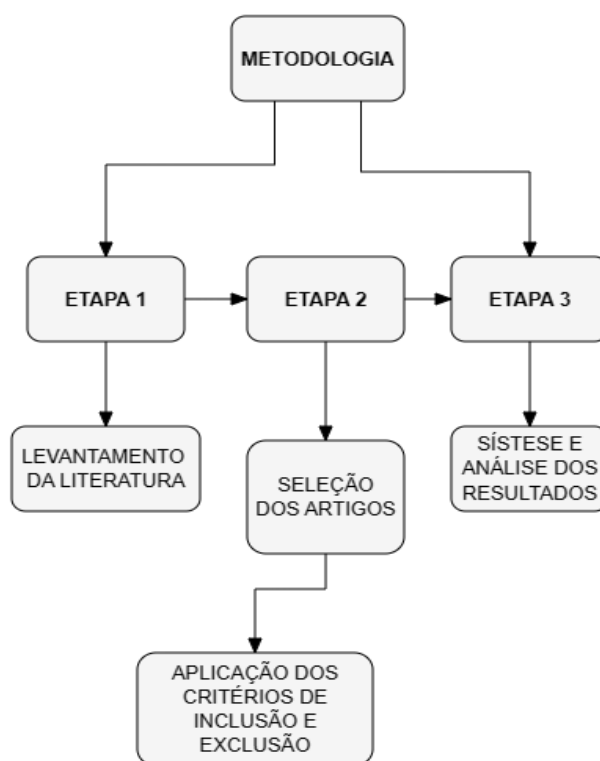 METODOLOGIA
ETAPA 1
ETAPA 2
ETAPA 3
LEVANTAMENTO
DA LITERATURA
SELEÇÃO
DOS ARTIGOS
SÍSTESE E
ANÁLISE DOS
RESULTADOS
APLICAÇÃO DOS
CRITÉRIOS DE
INCLUSÃO E
EXCLUSÃO